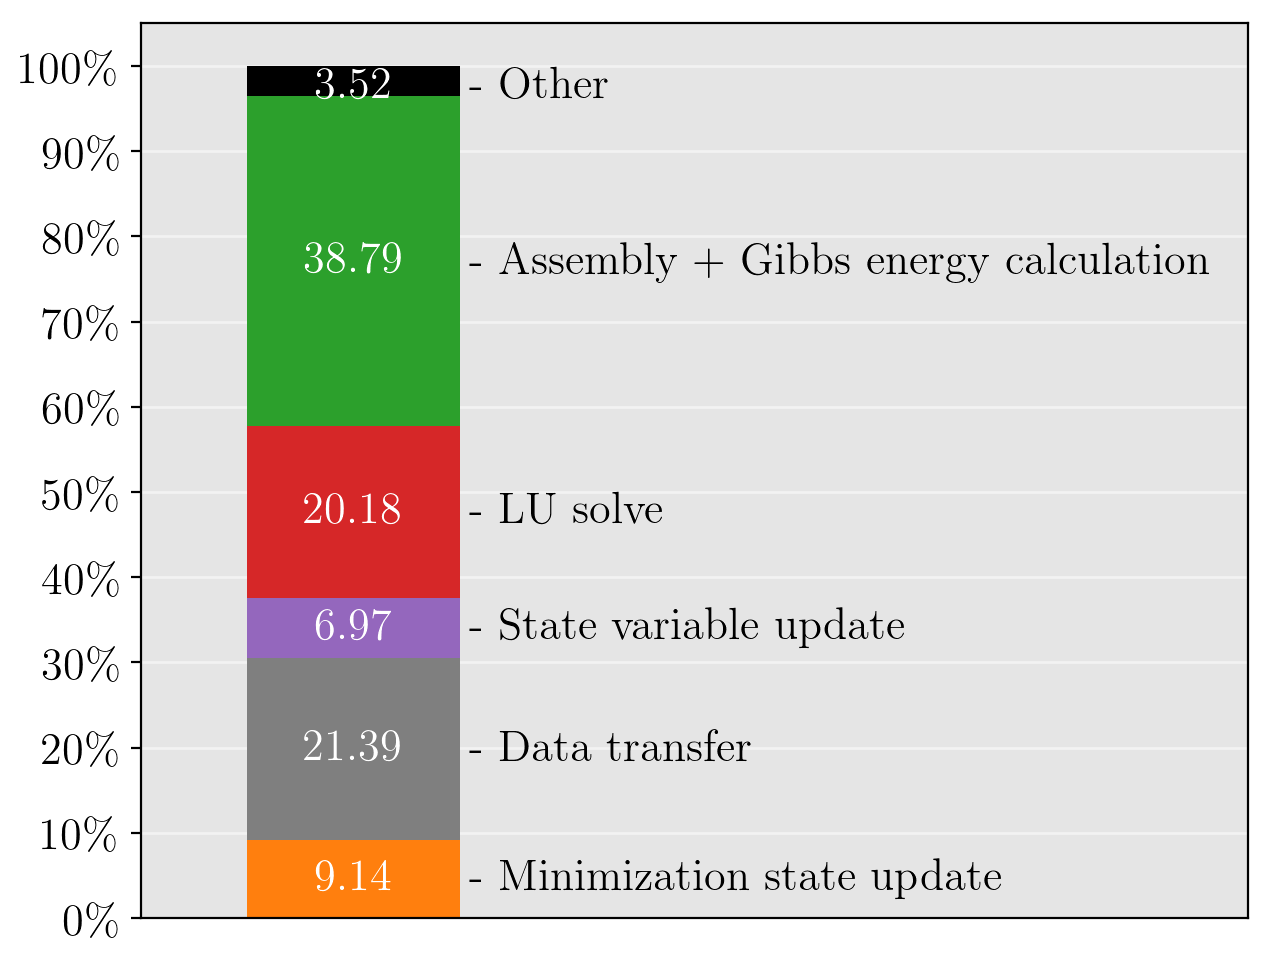 100%
3.52 - Other
90%
80%
38.79 - Assembly + Gibbs energy calculation
70%
60%
50%
20.18 - LU solve
40%
6.97 - State variable update
30%
20%
21.39 - Data transfer
10%
9.14 - Minimization state update
0%